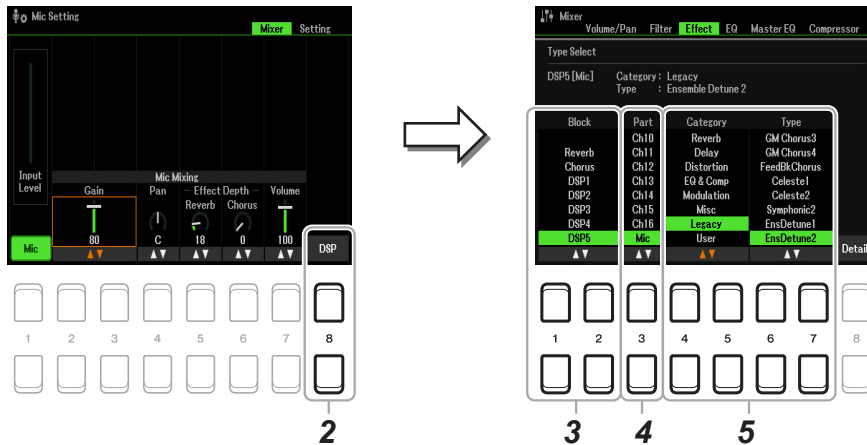 Mic Setting
Mixer Setting
Input Level
Mic Mixing
Gain Pan Effect Depth Volume
Reverb Chorus
80 C 18 0 100
Mic DSP
1 2 3 4 5 6 7 8
2
Mixer
Volume/Pan Filter Effect EQ Master EQ Compressor
Type Select
DSP5 [Mic] Category : Legacy
Type : Ensemble Detune 2
Block Part Category Type
Ch10 Reverb GM Chorus3
Reverb Ch11 Delay GM Chorus4
Chorus Ch12 Distortion FeedBkChorus
DSP1 Ch13 EQ & Comp Celeste1
DSP2 Ch14 Modulation Celeste2
DSP3 Ch15 Misc Symphonic2
DSP4 Ch16 Legacy EnsDetune1
DSP5 Mic User EnsDetune2
Detail
1 2 3 4 5 6 7 8
3 4 5